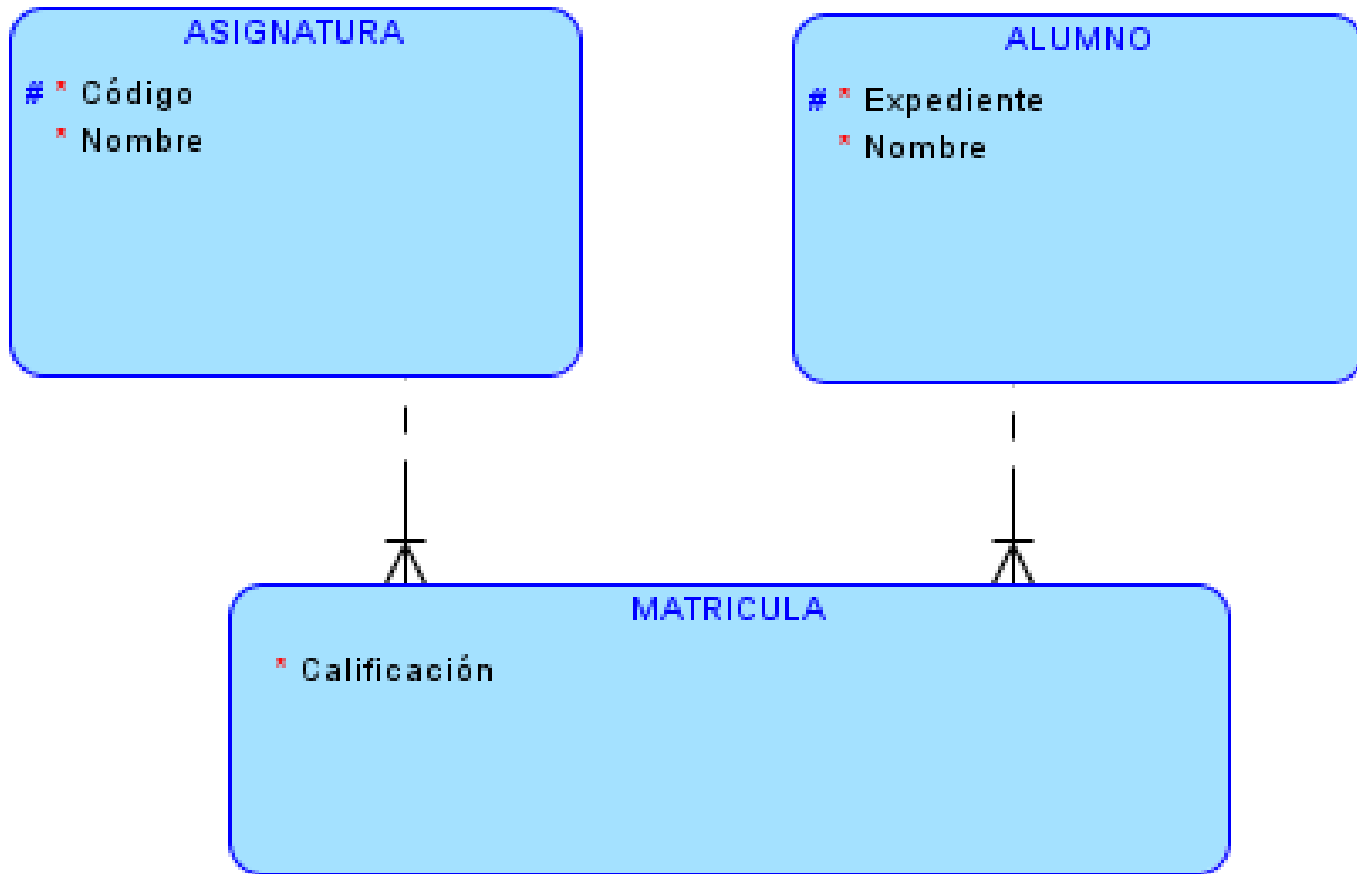 ASIGNATURA
# * Código
* Nombre
ALUMNO
# * Expediente
* Nombre
MATRICULA
* Calificación